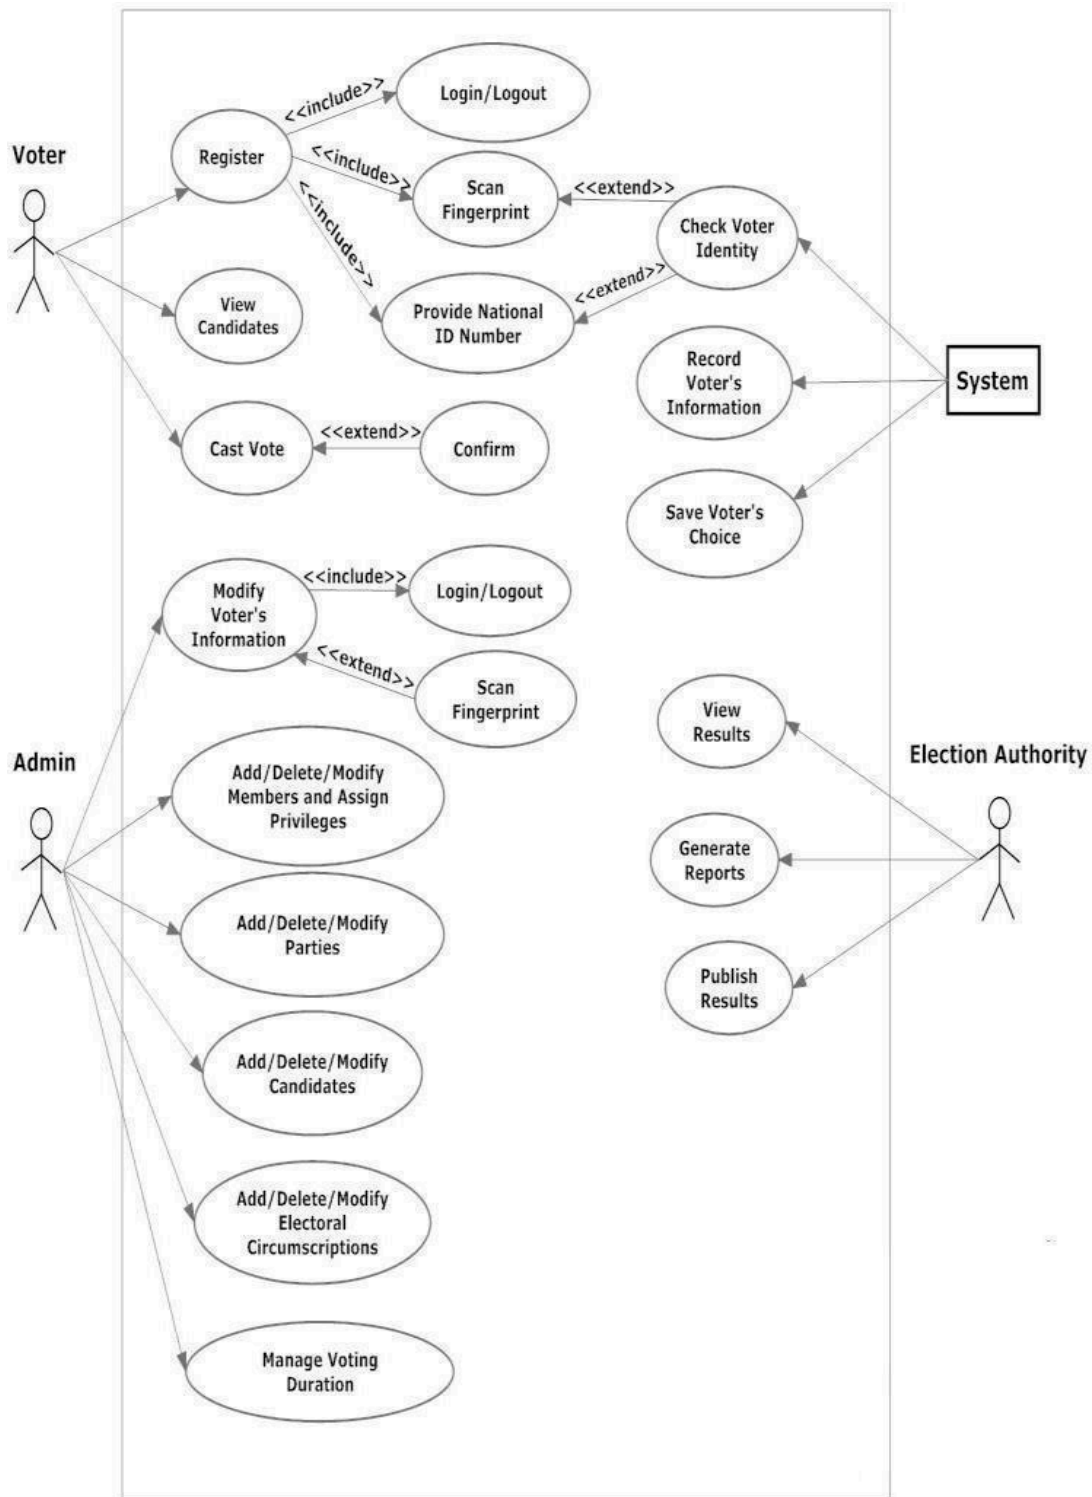 Voter
Register
<<include>>
Login/Logout
<<include>>
Scan
Fingerprint
<<include>>
Provide National
ID Number
<<extend>>
<<extend>>
Check Voter
Identity
View
Candidates
Cast Vote
<<extend>>
Confirm
Record
Voter's
Information
Save Voter's
Choice
System
Admin
Modify
Voter's
Information
<<include>>
Login/Logout
<<extend>>
Scan
Fingerprint
Add/Delete/Modify
Members and Assign
Privileges
Add/Delete/Modify
Parties
Add/Delete/Modify
Candidates
Add/Delete/Modify
Electoral
Circumscriptions
Manage Voting
Duration
View
Results
Generate
Reports
Publish
Results
Election Authority